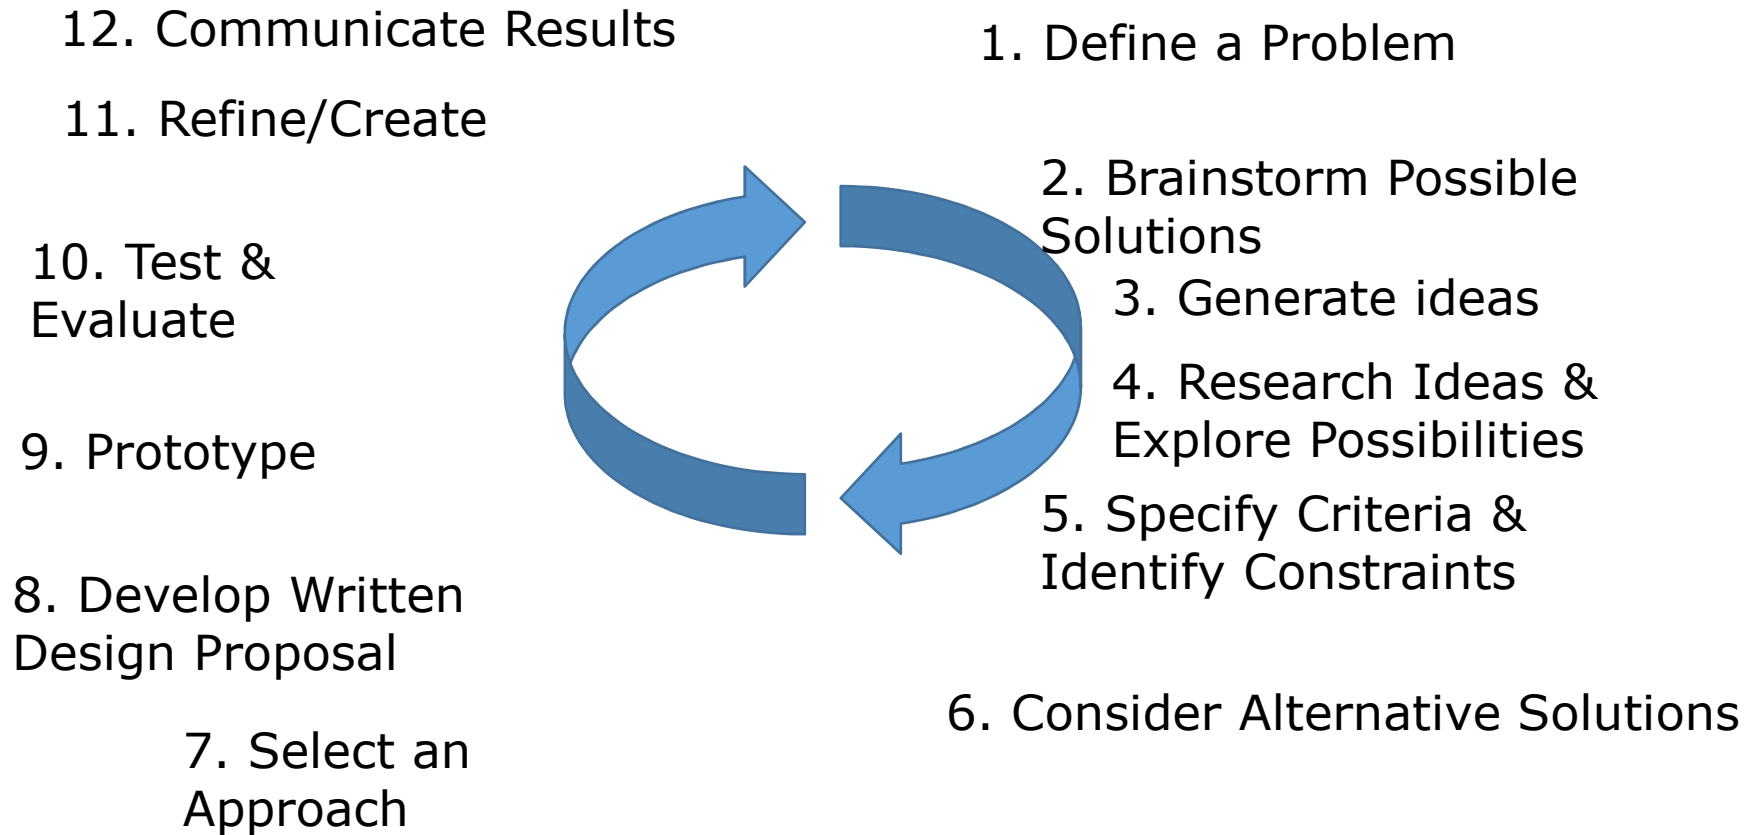 1. Define a Problem
2. Brainstorm Possible
Solutions
3. Generate ideas
4. Research Ideas &
Explore Possibilities
5. Specify Criteria &
Identify Constraints
6. Consider Alternative Solutions
7. Select an
Approach
8. Develop Written
Design Proposal
9. Prototype
10. Test &
Evaluate
11. Refine/Create
12. Communicate Results